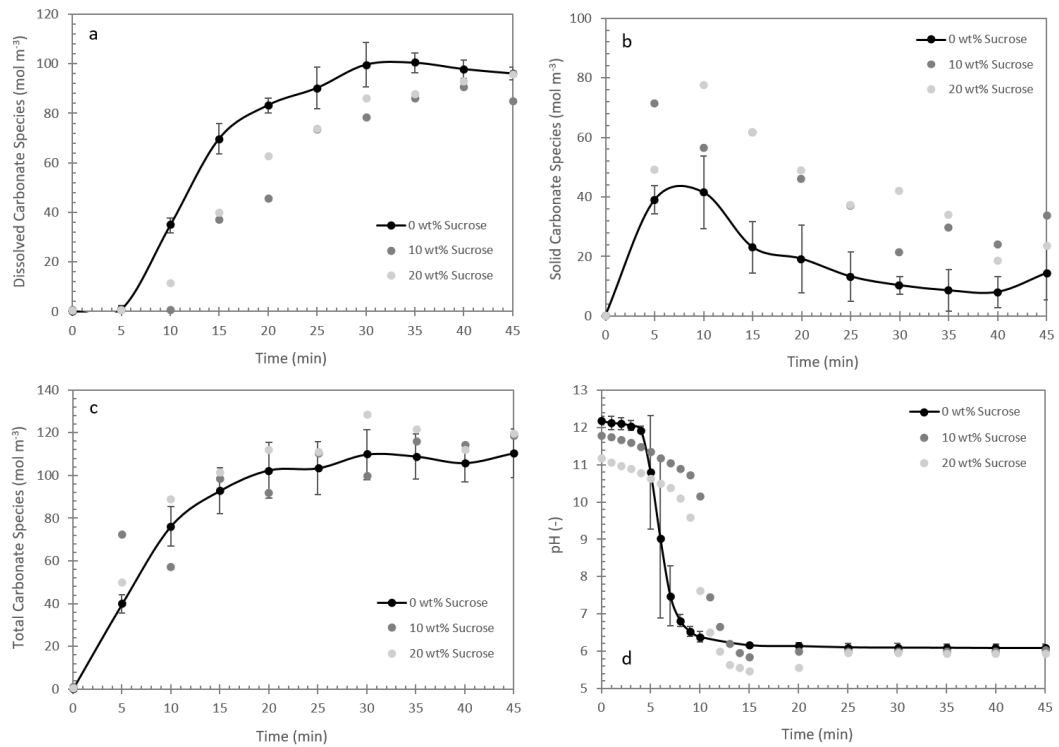 a
120
100
80
60
40
20
0
Dissolved Carbonate Species (mol m⁻³)
0 wt% Sucrose
10 wt% Sucrose
20 wt% Sucrose
0 5 10 15 20 25 30 35 40 45
Time (min)
b
100
80
60
40
20
0
Solid Carbonate Species (mol m⁻³)
0 wt% Sucrose
10 wt% Sucrose
20 wt% Sucrose
0 5 10 15 20 25 30 35 40 45
Time (min)
c
140
120
100
80
60
40
20
0
Total Carbonate Species (mol m⁻³)
0 wt% Sucrose
10 wt% Sucrose
20 wt% Sucrose
0 5 10 15 20 25 30 35 40 45
Time (min)
13
12
11
10
9
8
7
6
5
pH (-)
0 wt% Sucrose
10 wt% Sucrose
20 wt% Sucrose
d
0 5 10 15 20 25 30 35 40 45
Time (min)